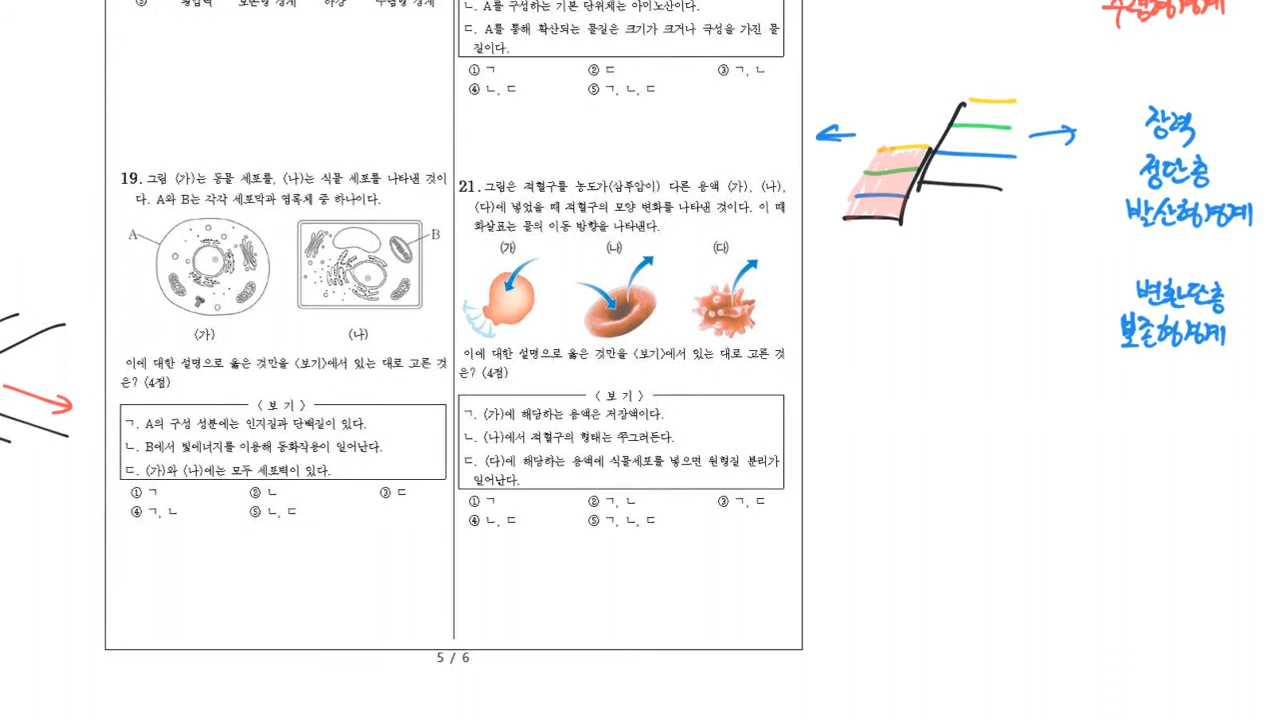 ㄴ. A를 구성하는 기본 단위체는 아미노산이다.
ㄷ. A를 통해 확산되는 물질은 크기가 크거나 극성을 가진 물
질이다.
① ㄱ ② ㄷ ③ ㄱ, ㄴ
④ ㄴ, ㄷ ⑤ ㄱ, ㄴ, ㄷ
19. 그림 (가)는 동물 세포를, (나)는 식물 세포를 나타낸 것이
다. A와 B는 각각 세포막과 엽록체 중 하나이다.
A B
(가) (나)
이에 대한 설명으로 옳은 것만을 <보기>에서 있는 대로 고른 것
은? (4점)
< 보 기 >
ㄱ. A의 구성 성분에는 인지질과 단백질이 있다.
ㄴ. B에서 빛에너지를 이용해 동화작용이 일어난다.
ㄷ. (가)와 (나)에는 모두 세포벽이 있다.
① ㄱ ② ㄴ ③ ㄷ
④ ㄱ, ㄴ ⑤ ㄴ, ㄷ
21. 그림은 적혈구를 농도가(삼투압이) 다른 용액 (가), (나),
(다)에 넣었을 때 적혈구의 모양 변화를 나타낸 것이다. 이 때
화살표는 물의 이동 방향을 나타낸다.
(가) (나) (다)
이에 대한 설명으로 옳은 것만을 <보기>에서 있는 대로 고른 것
은? (4점)
< 보 기 >
ㄱ. (가)에 해당하는 용액은 저장액이다.
ㄴ. (나)에서 적혈구의 형태는 쭈그러든다.
ㄷ. (다)에 해당하는 용액에 식물세포를 넣으면 원형질 분리가
일어난다.
① ㄱ ② ㄱ, ㄴ ③ ㄱ, ㄷ
④ ㄴ, ㄷ ⑤ ㄱ, ㄴ, ㄷ
5 / 6
장력
정단층
발산형경계
변환단층
보존형경계